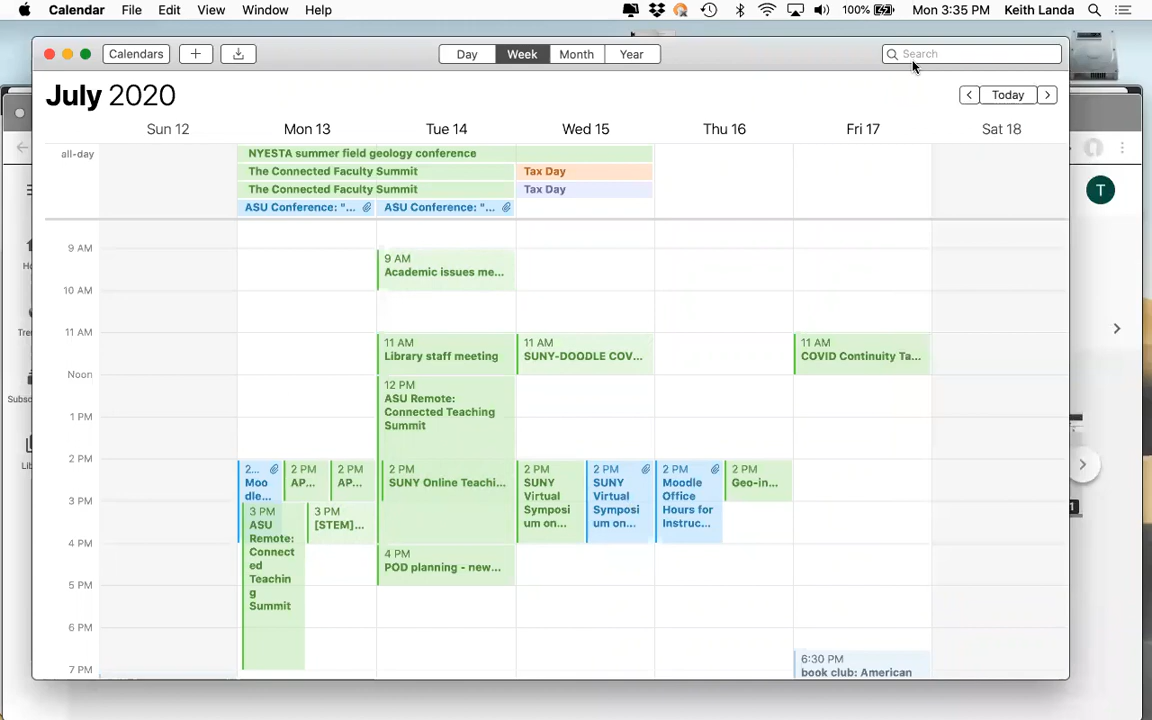 Calendar File Edit View Window Help 100% Mon 3:35 PM Keith Landa
Calendars + Day Week Month Year Search
July 2020
< Today >
Sun 12 Mon 13 Tue 14 Wed 15 Thu 16 Fri 17 Sat 18
all-day
NYESTA summer field geology conference
The Connected Faculty Summit
Tax Day
The Connected Faculty Summit
Tax Day
ASU Conference: "...
ASU Conference: "...
9 AM
10 AM
11 AM
Noon
1 PM
2 PM
3 PM
4 PM
5 PM
6 PM
7 PM
2...
Moo
dle...
2 PM
AP...
2 PM
AP...
3 PM
ASU
Remote:
Connect
ed
Teachin
g
Summit
3 PM
[STEM]...
9 AM
Academic issues me...
11 AM
Library staff meeting
12 PM
ASU Remote:
Connected Teaching
Summit
2 PM
SUNY Online Teachi...
4 PM
POD planning - new...
11 AM
SUNY-DOODLE COV...
2 PM
SUNY
Virtual
Symposi
um on...
2 PM
SUNY
Virtual
Symposi
um on...
2 PM
Moodle
Office
Hours for
Instruc...
2 PM
Geo-in...
11 AM
COVID Continuity Ta...
6:30 PM
book club: American
T